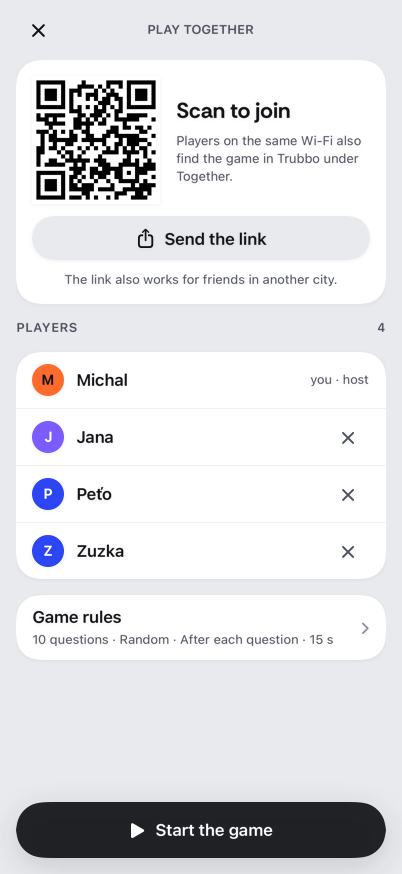 PLAY TOGETHER
Scan to join
Players on the same Wi-Fi also
find the game in Trubbo under
Together.
Send the link
The link also works for friends in another city.
PLAYERS 4
M Michal you · host
J Jana
P Peťo
Z Zuzka
Game rules
10 questions · Random · After each question · 15 s
Start the game